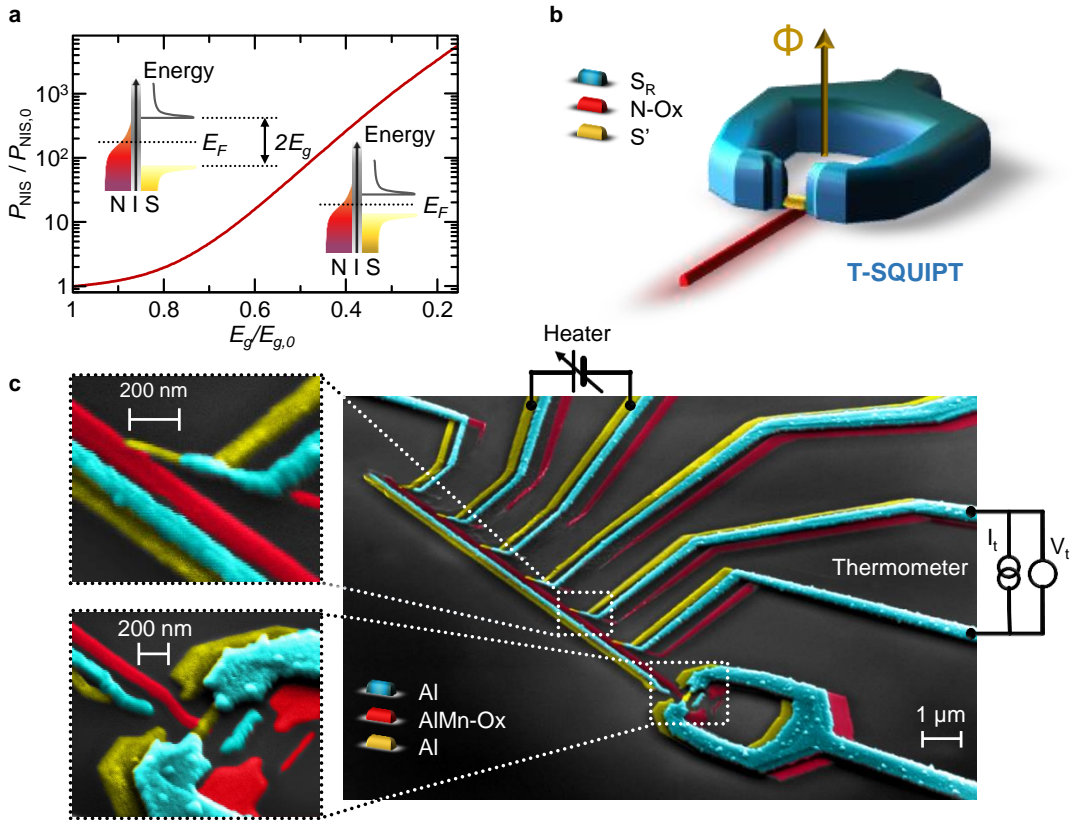 a
P_NIS / P_NIS,0
10³
10²
10
1
1
0.8
0.6
0.4
0.2
E_g/E_g,0
Energy
E_F
2E_g
N I S
Energy
E_F
N I S
b
Φ
S_R
N-Ox
S'
T-SQUIPT
c
200 nm
200 nm
Heater
Thermometer
I_t
V_t
Al
AlMn-Ox
Al
1 μm